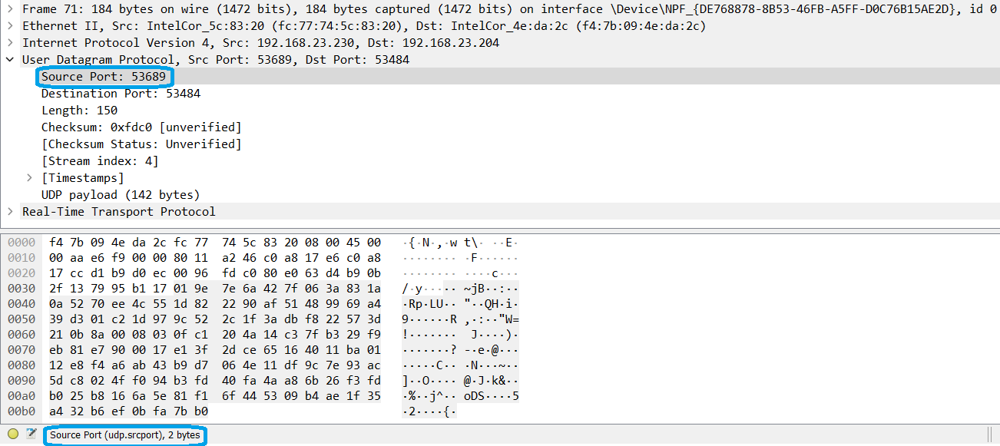 Frame 71: 184 bytes on wire (1472 bits), 184 bytes captured (1472 bits) on interface \Device\NPF_{DE768878-8B53-46FB-A5FF-D0C76B15AE2D}, id 0
Ethernet II, Src: IntelCor_5c:83:20 (fc:77:74:5c:83:20), Dst: IntelCor_4e:da:2c (f4:7b:09:4e:da:2c)
Internet Protocol Version 4, Src: 192.168.23.230, Dst: 192.168.23.204
User Datagram Protocol, Src Port: 53689, Dst Port: 53484
Source Port: 53689
Destination Port: 53484
Length: 150
Checksum: 0xfdc0 [unverified]
[Checksum Status: Unverified]
[Stream index: 4]
[Timestamps]
UDP payload (142 bytes)
Real-Time Transport Protocol
0000 f4 7b 09 4e da 2c fc 77 74 5c 83 20 08 00 45 00 ·{·N·,·w t\· ··E·
0010 00 aa e6 f9 00 00 80 11 a2 46 c0 a8 17 e6 c0 a8 ········ ·F······
0020 17 cc d1 b9 d0 ec 00 96 fd c0 80 e0 63 d4 b9 0b ········ ····c···
0030 2f 13 79 95 b1 17 01 9e 7e 6a 42 7f 06 3a 83 1a /·y····· ~jB··:··
0040 0a 52 70 ee 4c 55 1d 82 22 90 af 51 48 99 69 a4 ·Rp·LU·· "··QH·i·
0050 39 d3 01 c2 1d 97 9c 52 2c 1f 3a db f8 22 57 3d 9······R ,·:··"W=
0060 21 0b 8a 00 08 03 0f c1 20 4a 14 c3 7f b3 29 f9 !·······  J····)·
0070 eb 81 e7 90 00 17 e1 3f 2d ce 65 16 40 11 ba 01 ·······? -·e·@···
0080 12 e8 f4 a6 ab 43 b9 d7 06 4e 11 df 9c 7e 93 ac ·····C·· ·N···~··
0090 5d c8 02 4f f0 94 b3 fd 40 fa 4a a8 6b 26 f3 fd ]··O···· @·J·k&··
00a0 b0 25 b8 16 6a 5e 81 f1 6f 44 53 09 b4 ae 1f 35 ·%··j^·· oDS····5
00b0 a4 32 b6 ef 0b fa 7b b0 ·2····{·
Source Port (udp.srcport), 2 bytes